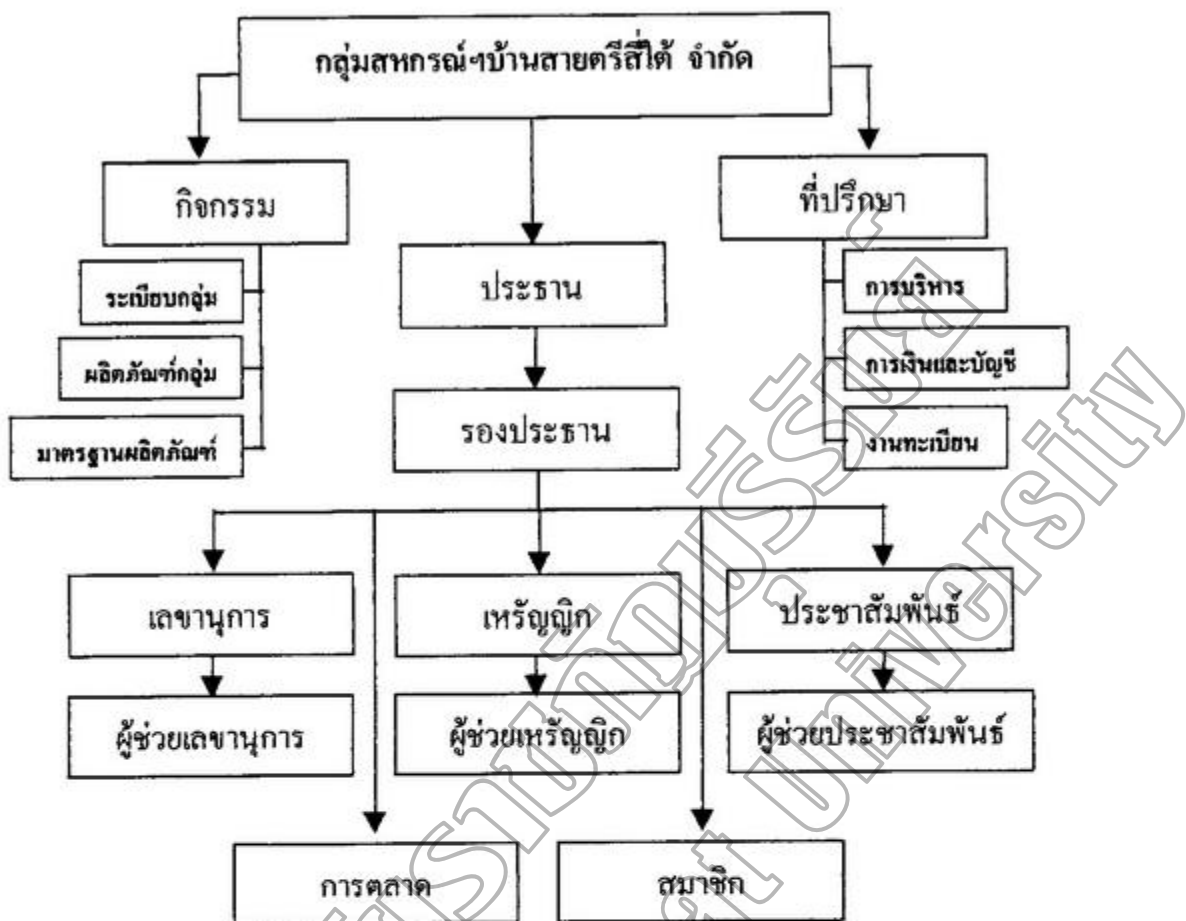 กลุ่มสหกรณ์ฯบ้านสายตรีสี่ใต้ จำกัด
กิจกรรม
ที่ปรึกษา
ระเบียบกลุ่ม
ผลิตภัณฑ์กลุ่ม
มาตรฐานผลิตภัณฑ์
ประธาน
รองประธาน
การบริหาร
การเงินและบัญชี
งานทะเบียน
เลขานุการ
เหรัญญิก
ประชาสัมพันธ์
ผู้ช่วยเลขานุการ
ผู้ช่วยเหรัญญิก
ผู้ช่วยประชาสัมพันธ์
การตลาด
สมาชิก
University